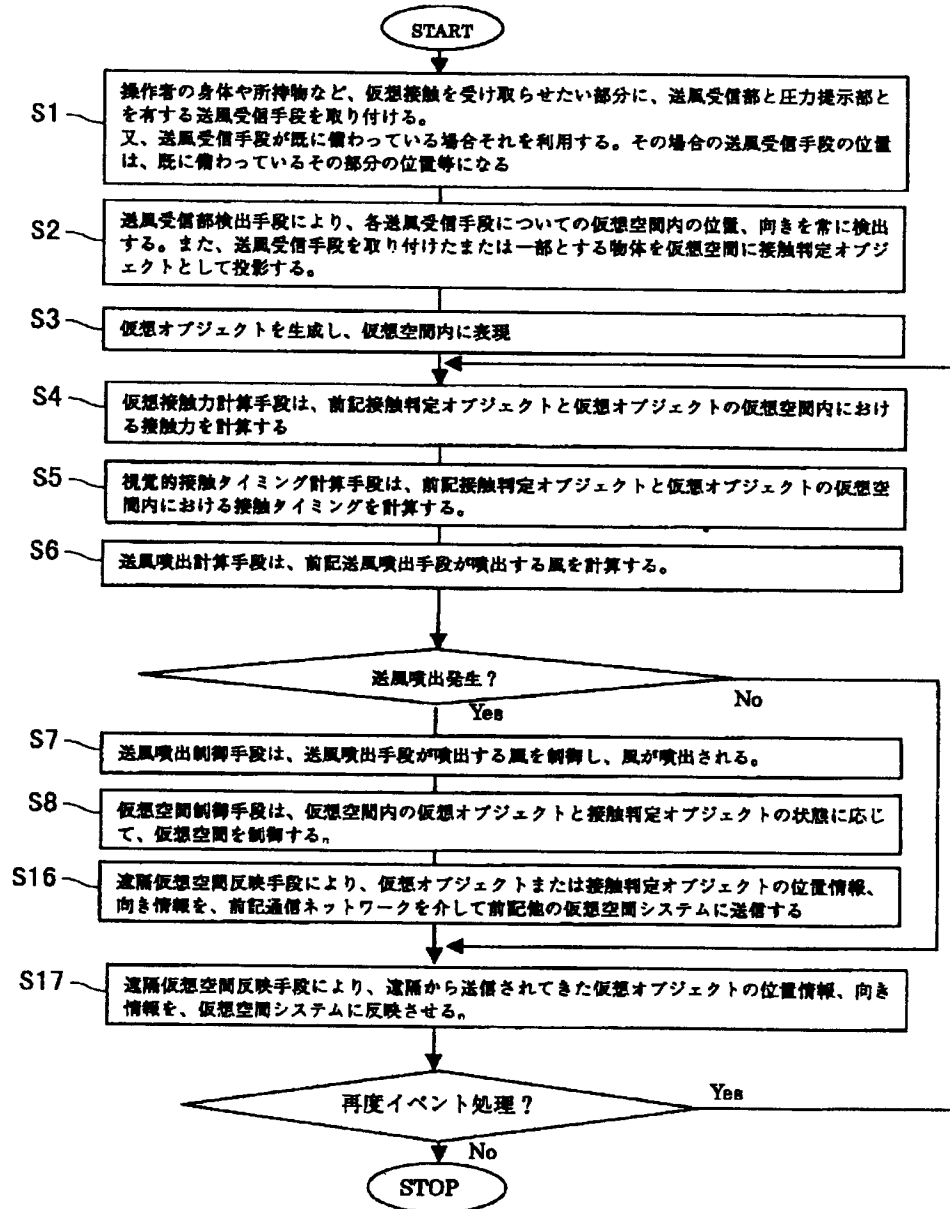 START
S1
操作者の身体や所持物など、仮想接触を受け取らせたい部分に、送風受信部と圧力提示部と
を有する送風受信手段を取り付ける。
又、送風受信手段が既に備わっている場合それを利用する。その場合の送風受信手段の位置
は、既に備わっているその部分の位置等になる
S2
送風受信部検出手段により、各送風受信手段についての仮想空間内の位置、向きを常に検出
する。また、送風受信手段を取り付けたまたは一部とする物体を仮想空間に接触判定オブジ
ェクトとして投影する。
S3
仮想オブジェクトを生成し、仮想空間内に表現
S4
仮想接触力計算手段は、前記接触判定オブジェクトと仮想オブジェクトの仮想空間内におけ
る接触力を計算する
S5
視覚的接触タイミング計算手段は、前記接触判定オブジェクトと仮想オブジェクトの仮想空
間内における接触タイミングを計算する。
S6
送風噴出計算手段は、前記送風噴出手段が噴出する風を計算する。
送風噴出発生？
No
Yes
S7
送風噴出制御手段は、送風噴出手段が噴出する風を制御し、風が噴出される。
S8
仮想空間制御手段は、仮想空間内の仮想オブジェクトと接触判定オブジェクトの状態に応じ
て、仮想空間を制御する。
S16
遠隔仮想空間反映手段により、仮想オブジェクトまたは接触判定オブジェクトの位置情報、
向き情報を、前記通信ネットワークを介して前記他の仮想空間システムに送信する
S17
遠隔仮想空間反映手段により、遠隔から送信されてきた仮想オブジェクトの位置情報、向き
情報を、仮想空間システムに反映させる。
再度イベント処理？
Yes
No
STOP